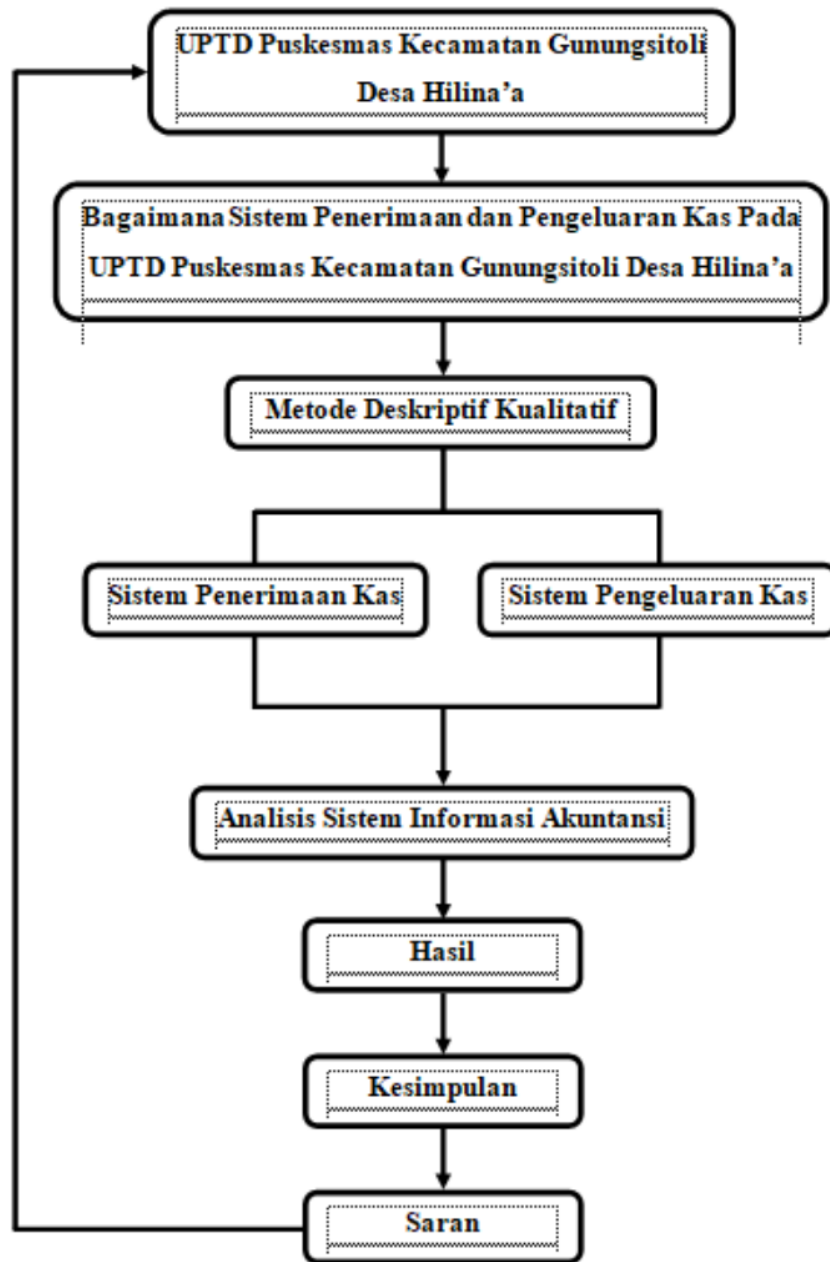 UPTD Puskesmas Kecamatan Gunungsitoli
Desa Hilina’a
Bagaimana Sistem Penerimaan dan Pengeluaran Kas Pada
UPTD Puskesmas Kecamatan Gunungsitoli Desa Hilina’a
Metode Deskriptif Kualitatif
Sistem Penerimaan Kas
Sistem Pengeluaran Kas
Analisis Sistem Informasi Akuntansi
Hasil
Kesimpulan
Saran